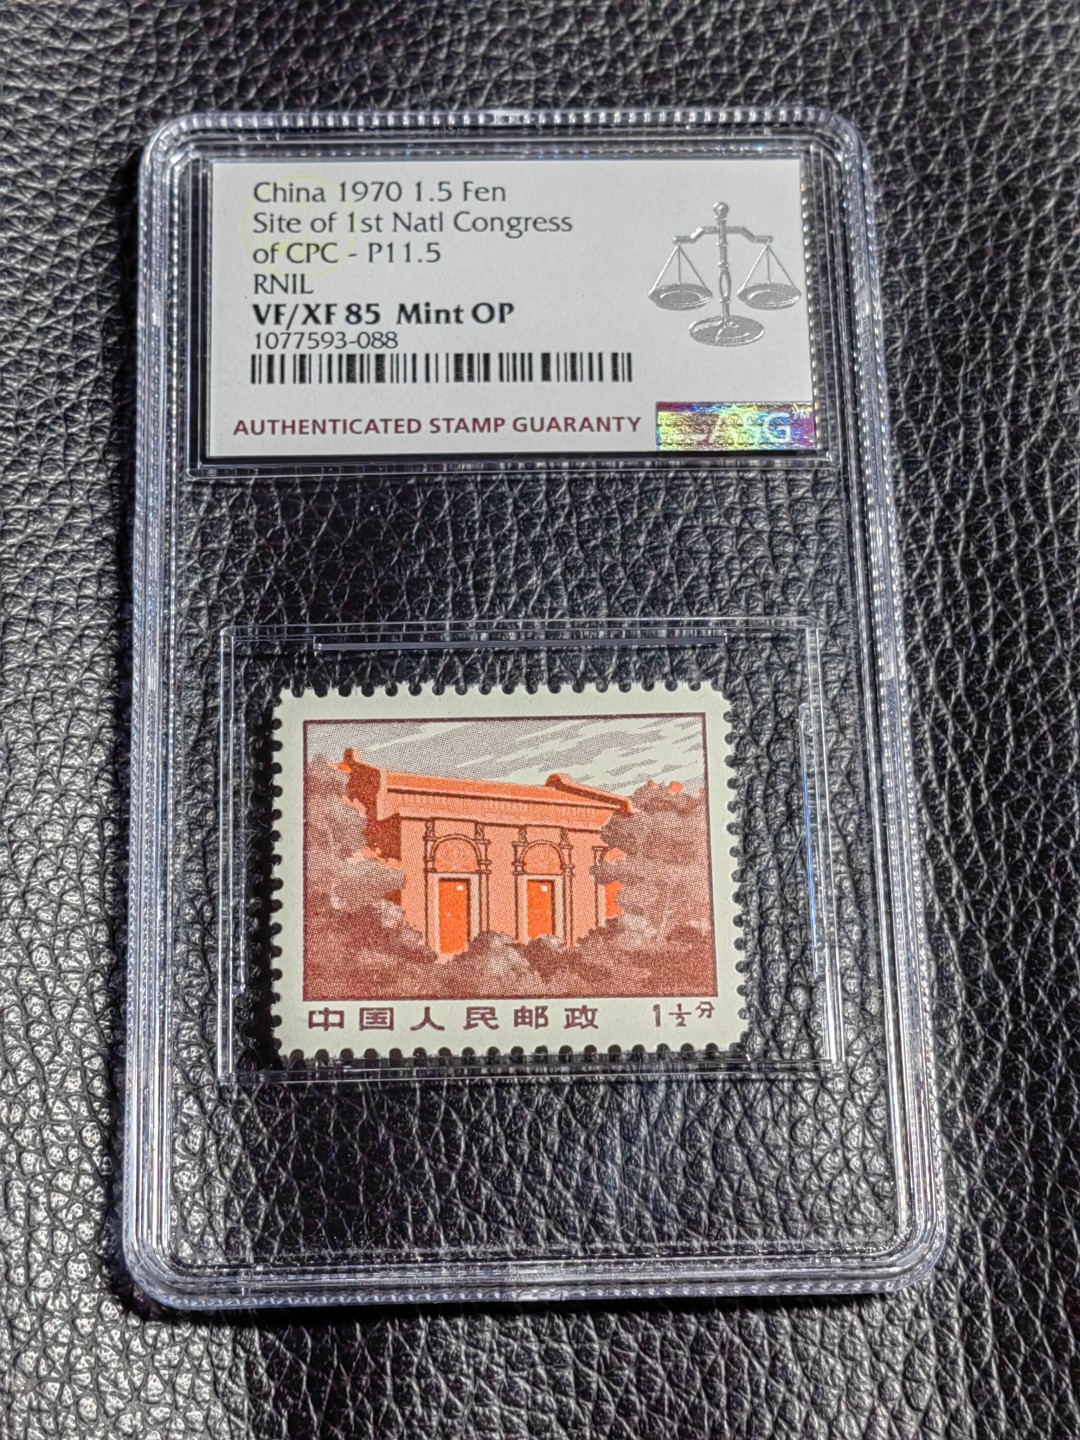 China 1970 1.5 Fen
Site of 1st Natl Congress
of CPC - P11.5
RNIL
VF/XF 85 Mint OP
1077593-088
AUTHENTICATED STAMP GUARANTY
中国人民邮政 1½分